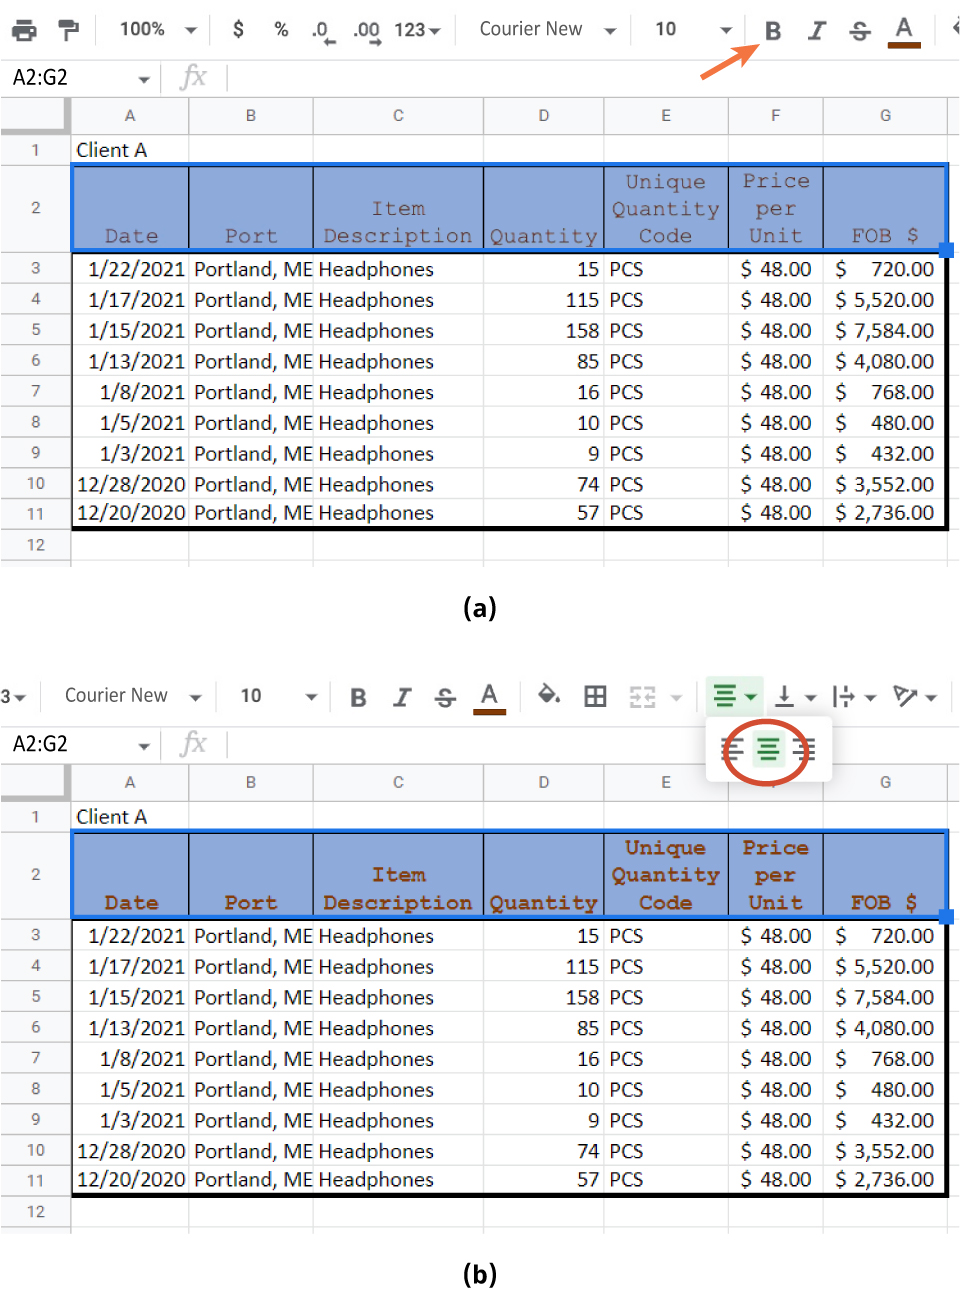 100% $ % .0 .00 123 Courier New 10 B I S A
A2:G2 fx
A B C D E F G
1 Client A
2 Date Port Item Description Quantity Unique Quantity Code Price per Unit FOB $
3 1/22/2021 Portland, ME Headphones 15 PCS $ 48.00 $ 720.00
4 1/17/2021 Portland, ME Headphones 115 PCS $ 48.00 $ 5,520.00
5 1/15/2021 Portland, ME Headphones 158 PCS $ 48.00 $ 7,584.00
6 1/13/2021 Portland, ME Headphones 85 PCS $ 48.00 $ 4,080.00
7 1/8/2021 Portland, ME Headphones 16 PCS $ 48.00 $ 768.00
8 1/5/2021 Portland, ME Headphones 10 PCS $ 48.00 $ 480.00
9 1/3/2021 Portland, ME Headphones 9 PCS $ 48.00 $ 432.00
10 12/28/2020 Portland, ME Headphones 74 PCS $ 48.00 $ 3,552.00
11 12/20/2020 Portland, ME Headphones 57 PCS $ 48.00 $ 2,736.00
12
(a)
3 Courier New 10 B I S A
A2:G2 fx
A B C D E F G
1 Client A
2 Date Port Item Description Quantity Unique Quantity Code Price per Unit FOB $
3 1/22/2021 Portland, ME Headphones 15 PCS $ 48.00 $ 720.00
4 1/17/2021 Portland, ME Headphones 115 PCS $ 48.00 $ 5,520.00
5 1/15/2021 Portland, ME Headphones 158 PCS $ 48.00 $ 7,584.00
6 1/13/2021 Portland, ME Headphones 85 PCS $ 48.00 $ 4,080.00
7 1/8/2021 Portland, ME Headphones 16 PCS $ 48.00 $ 768.00
8 1/5/2021 Portland, ME Headphones 10 PCS $ 48.00 $ 480.00
9 1/3/2021 Portland, ME Headphones 9 PCS $ 48.00 $ 432.00
10 12/28/2020 Portland, ME Headphones 74 PCS $ 48.00 $ 3,552.00
11 12/20/2020 Portland, ME Headphones 57 PCS $ 48.00 $ 2,736.00
12
(b)